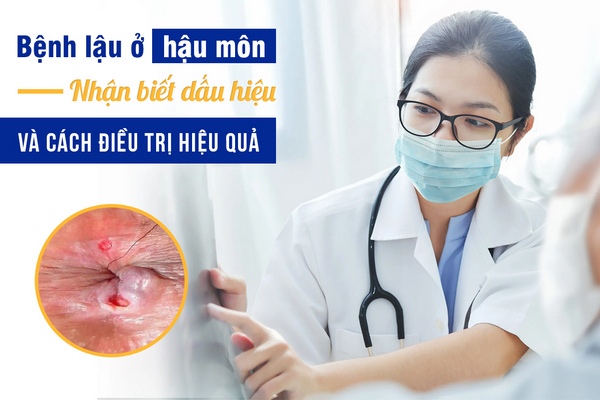 Bệnh lậu ở hậu môn
Nhận biết dấu hiệu
VÀ CÁCH ĐIỀU TRỊ HIỆU QUẢ